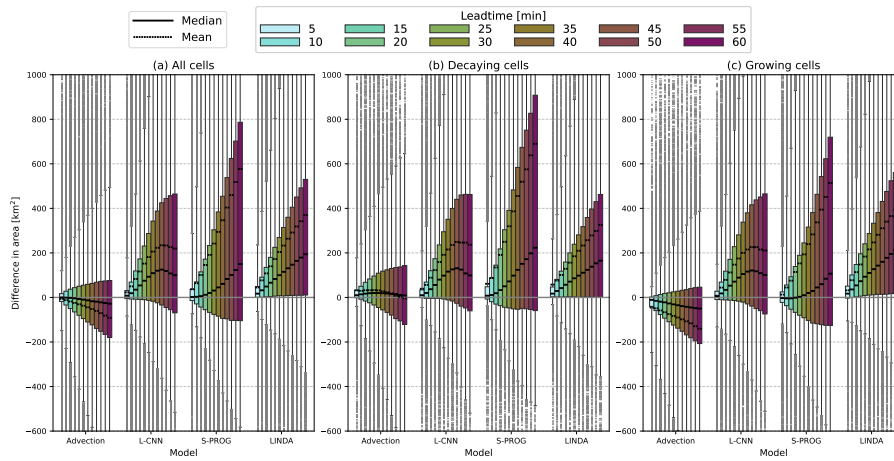 Median
Mean
Leadtime [min]
5 15 25 35 45 55
10 20 30 40 50 60
(a) All cells
(b) Decaying cells
(c) Growing cells
Difference in area [km²]
1000
800
600
400
200
0
−200
−400
−600
1000
800
600
400
200
0
−200
−400
−600
1000
800
600
400
200
0
−200
−400
−600
Advection L-CNN S-PROG LINDA
Advection L-CNN S-PROG LINDA
Advection L-CNN S-PROG LINDA
Model
Model
Model